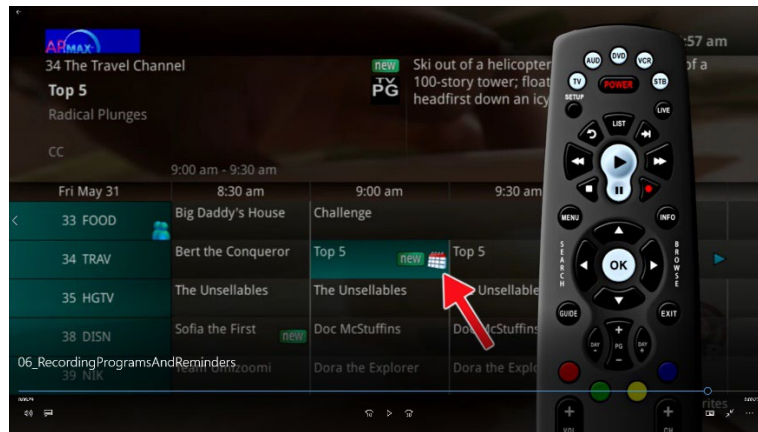 APMAX
:57 am
34 The Travel Channel
new
Ski out of a helicopter
of a
Top 5
TV PG
100-story tower; float
Radical Plunges
headfirst down an icy
CC
9:00 am - 9:30 am
Fri May 31
8:30 am
9:00 am
9:30 am
33 FOOD
Big Daddy's House
Challenge
34 TRAV
Bert the Conqueror
Top 5
new
Top 5
35 HGTV
The Unsellables
The Unsellables
Unsellable
38 DISN
Sofia the First
new
Doc McStuffins
Doc McStuffins
06_RecordingProgramsAndReminders
39 NIK
Team Umizoomi
Dora the Explorer
Dora the Explo
rites
AUD
DVD
VCR
TV
POWER
STB
SETUP
LIVE
LIST
MENU
INFO
SEARCH
OK
BROWSE
GUIDE
EXIT
DAY -
+ PG -
DAY +
+
+
VOL
CH